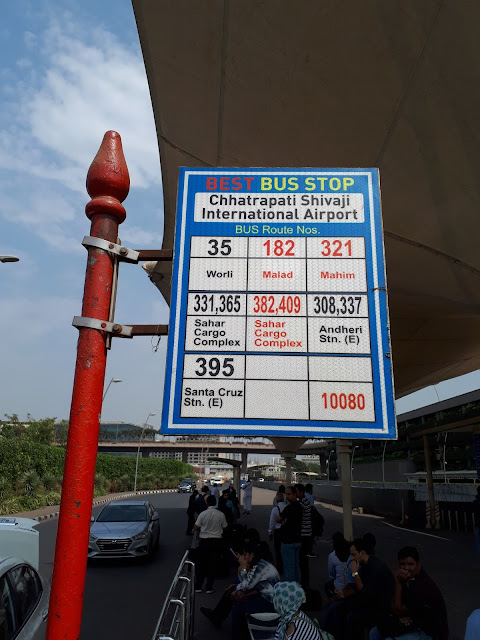 BEST BUS STOP
Chhatrapati Shivaji
International Airport
BUS Route Nos.
35 182 321
Worli Malad Mahim
331,365 382,409 308,337
Sahar Sahar Andheri
Cargo Cargo Stn. (E)
Complex Complex
395
Santa Cruz 10080
Stn. (E)